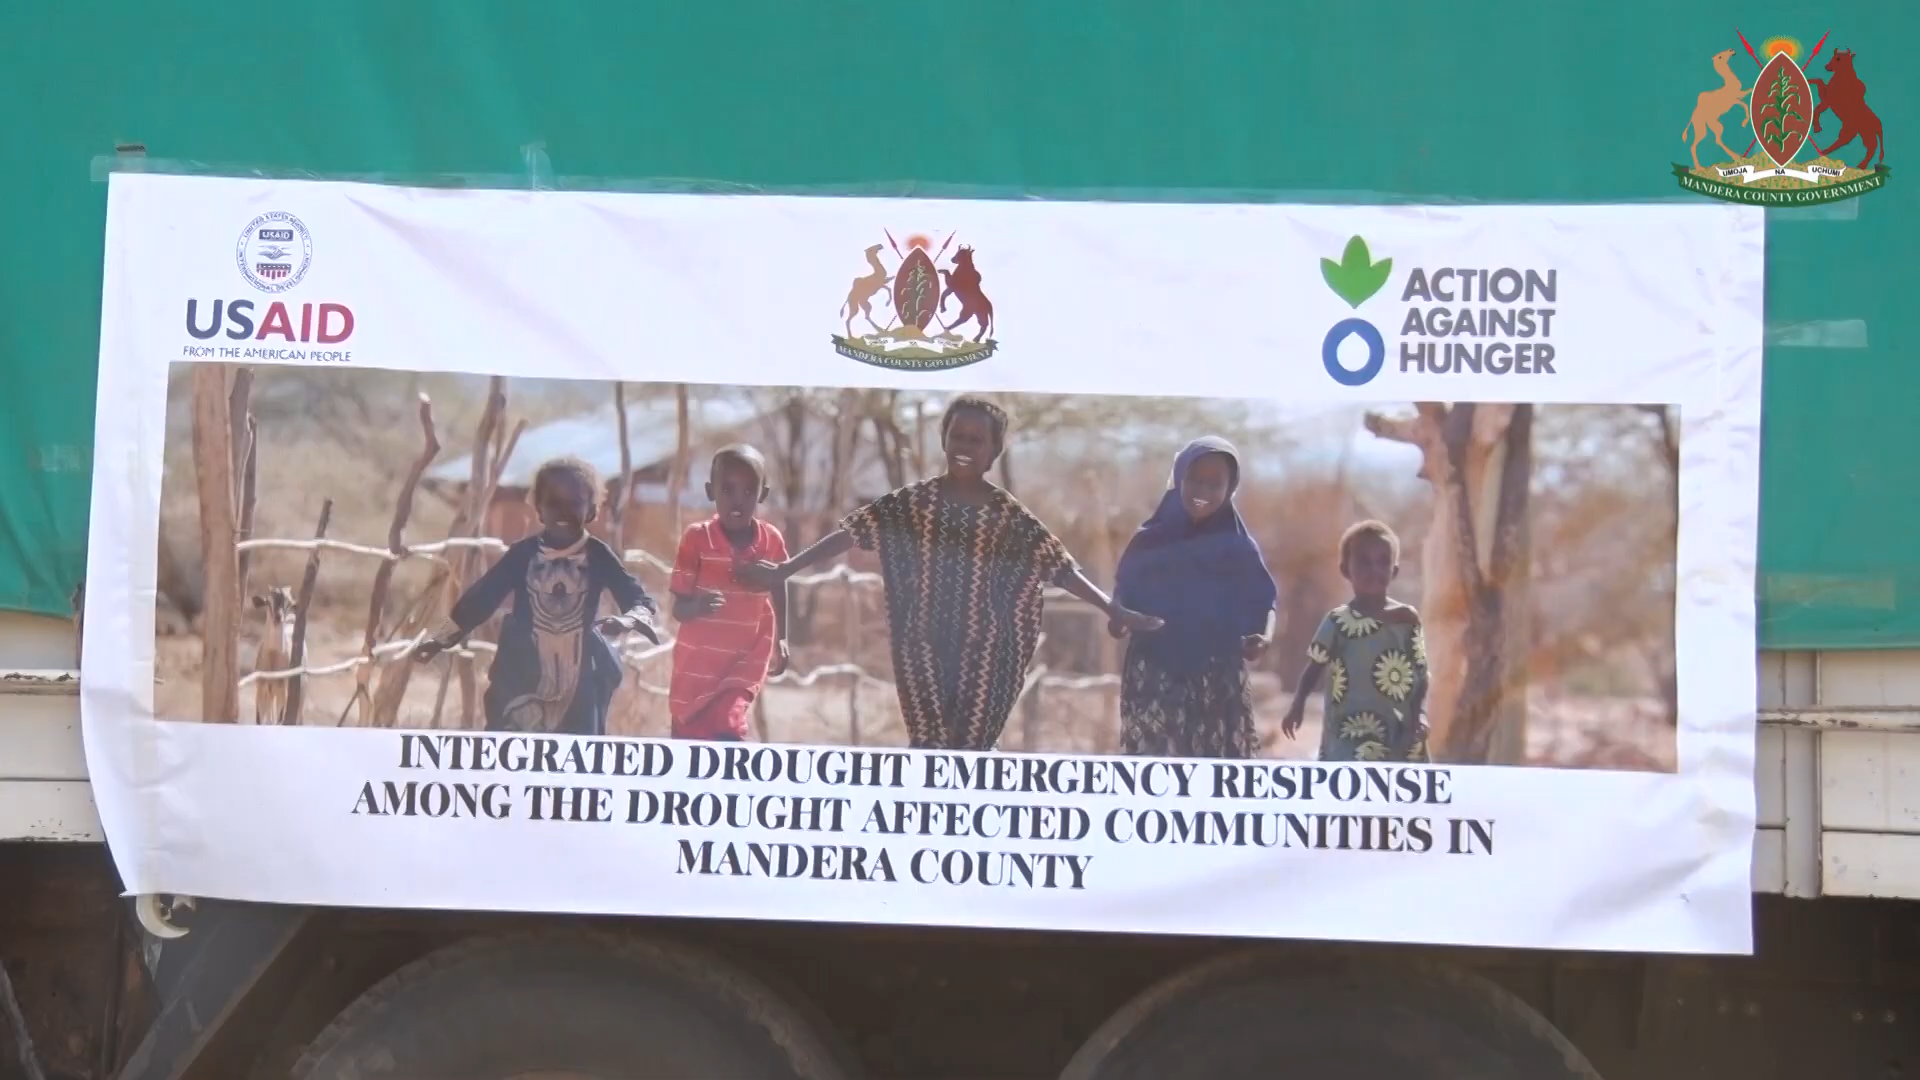 UMOJA NA UCHUMI
MANDERA COUNTY GOVERNMENT
USAID
USAID
FROM THE AMERICAN PEOPLE
MANDERA COUNTY GOVERNMENT
ACTION
AGAINST
HUNGER
INTEGRATED DROUGHT EMERGENCY RESPONSE
AMONG THE DROUGHT AFFECTED COMMUNITIES IN
MANDERA COUNTY